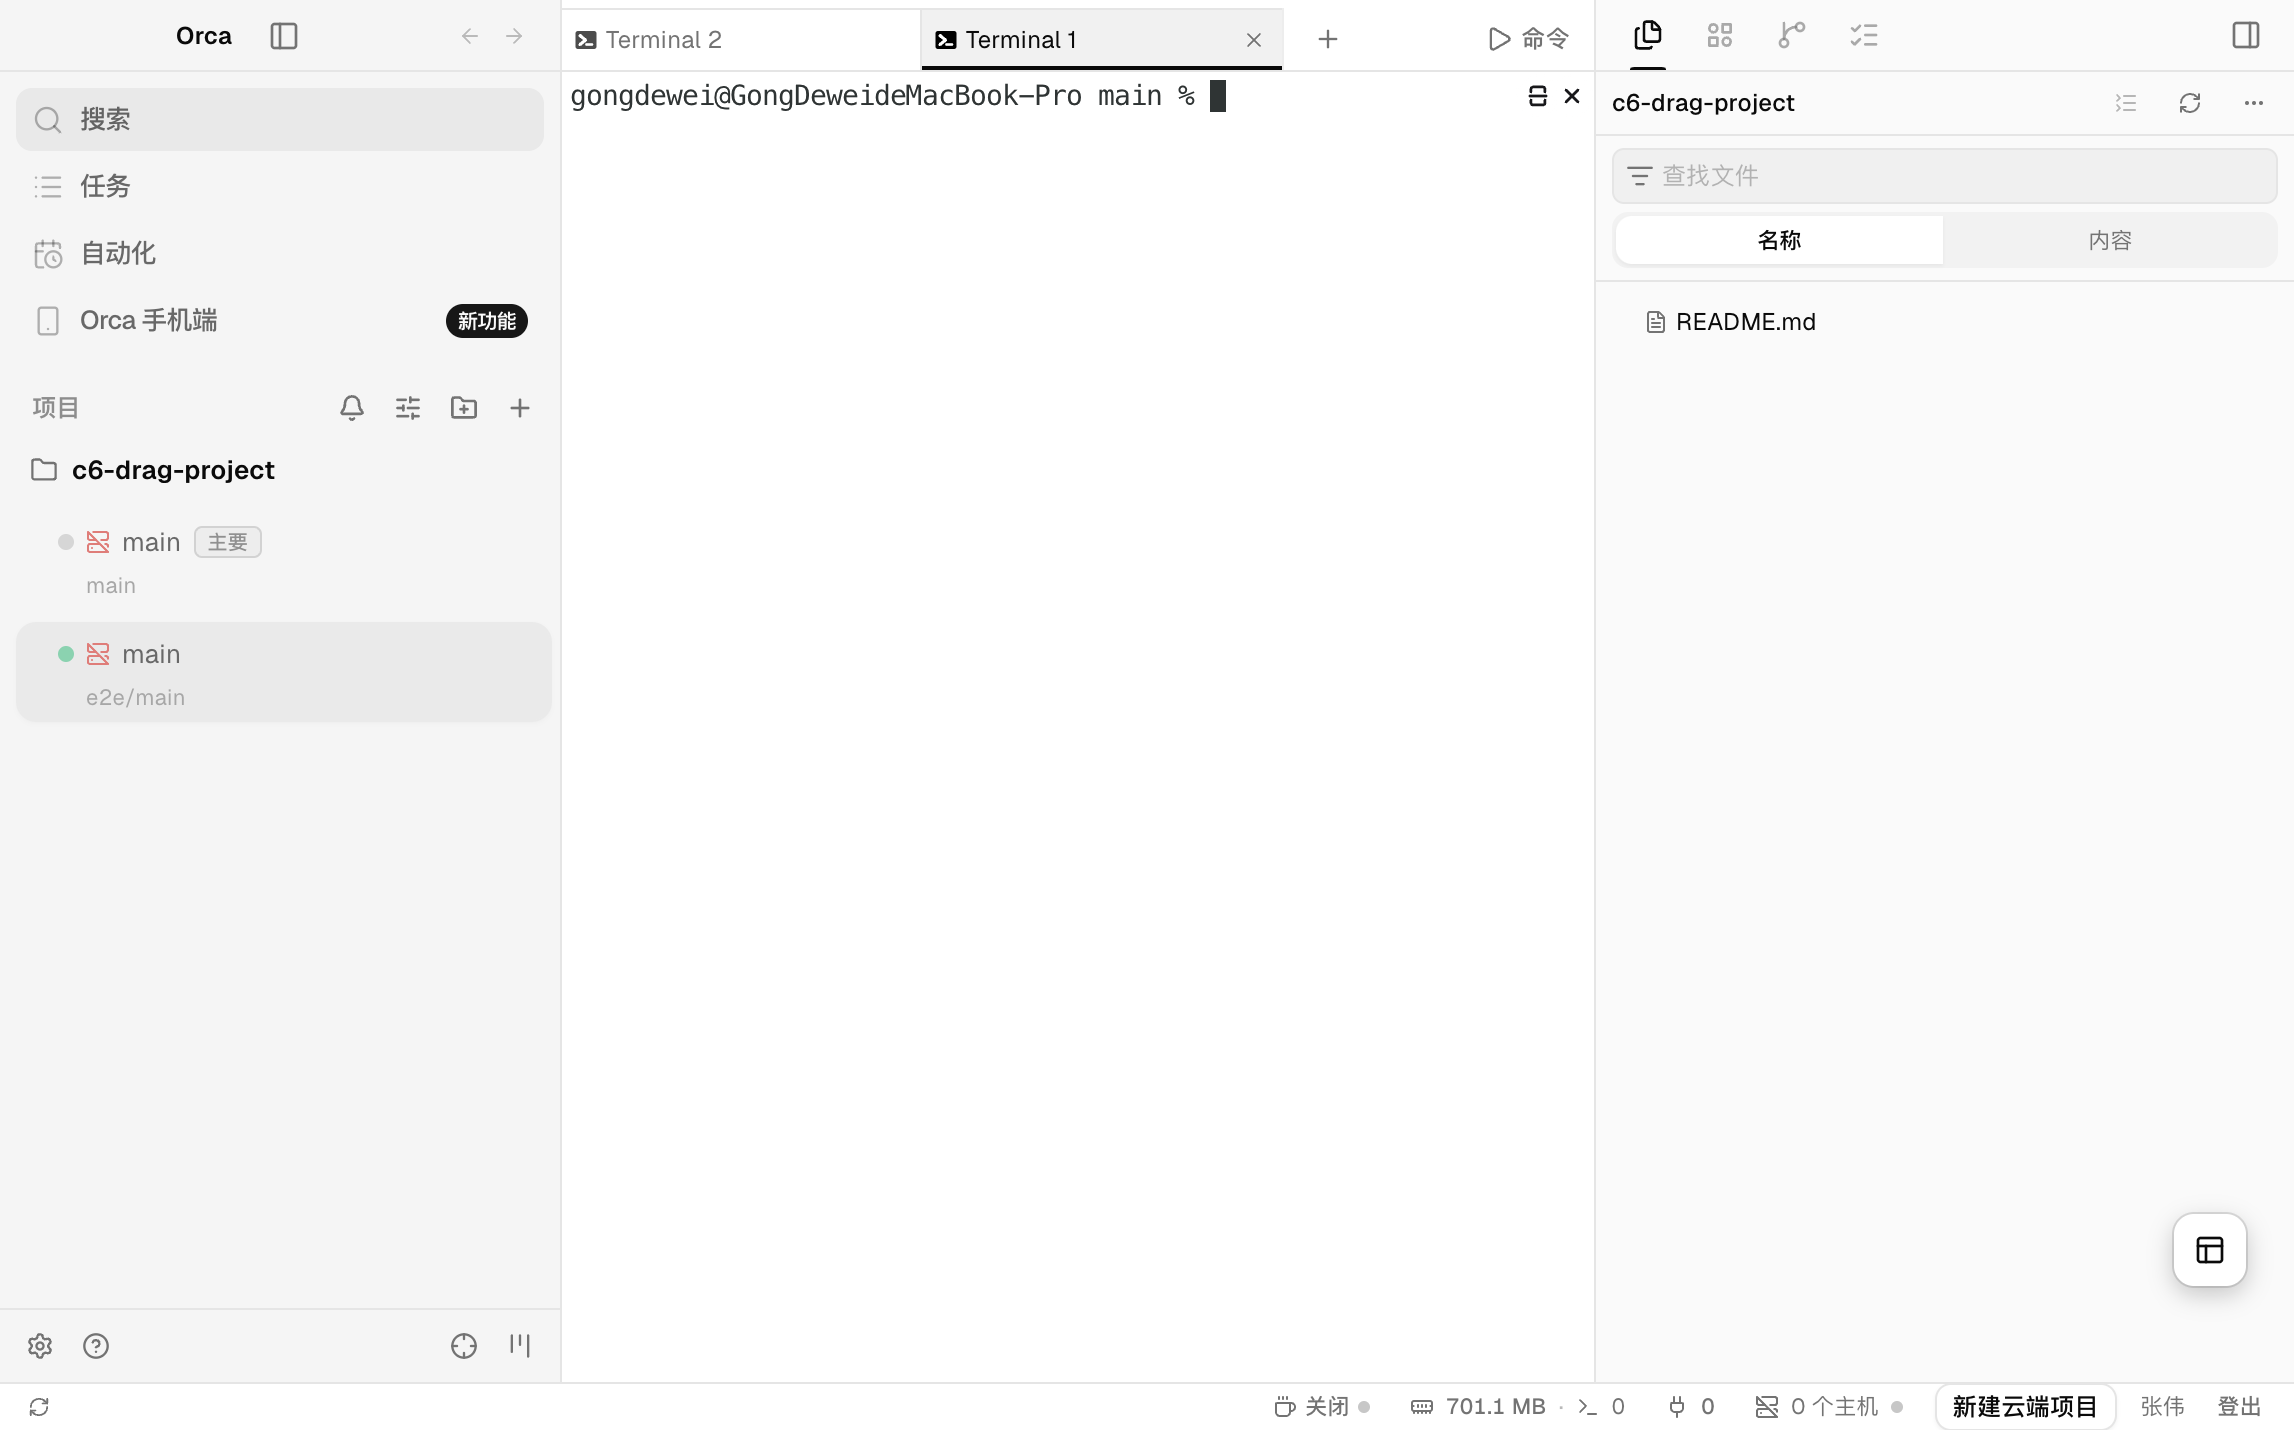 Orca
搜索
任务
自动化
Orca 手机端 新功能
项目
c6-drag-project
main 主要
main
main
e2e/main
Terminal 2
Terminal 1
命令
gongdewei@GongDeweideMacBook-Pro main %
c6-drag-project
查找文件
名称 内容
README.md
关闭
701.1 MB · 0
0
0 个主机
新建云端项目
张伟
登出